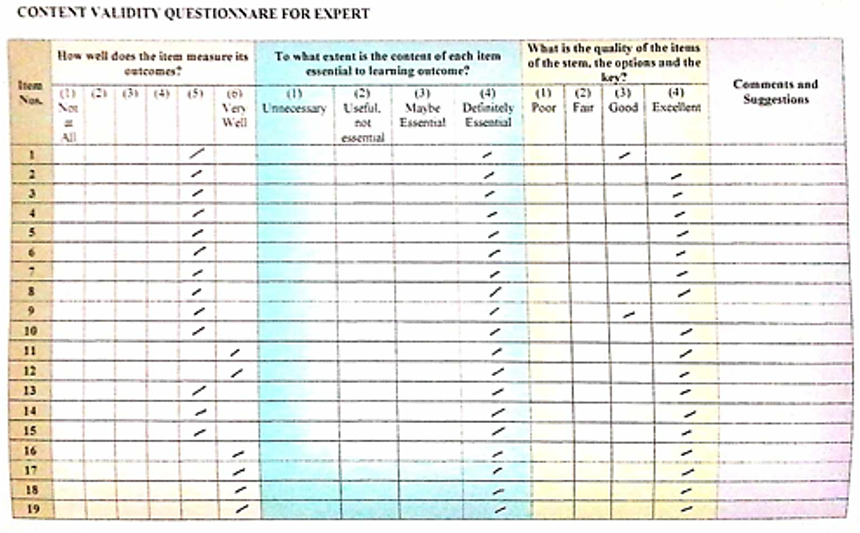 CONTENT VALIDITY QUESTIONNARE FOR EXPERT
Item Nos.
How well does the item measure its outcomes?
To what extent is the content of each item essential to learning outcome?
What is the quality of the items of the stem, the options and the key?
Comments and Suggestions
(1) Not at All
(2)
(3)
(4)
(5)
(6) Very Well
(1) Unnecessary
(2) Useful, not essential
(3) Maybe Essential
(4) Definitely Essential
(1) Poor
(2) Fair
(3) Good
(4) Excellent
1
2
3
4
5
6
7
8
9
10
11
12
13
14
15
16
17
18
19